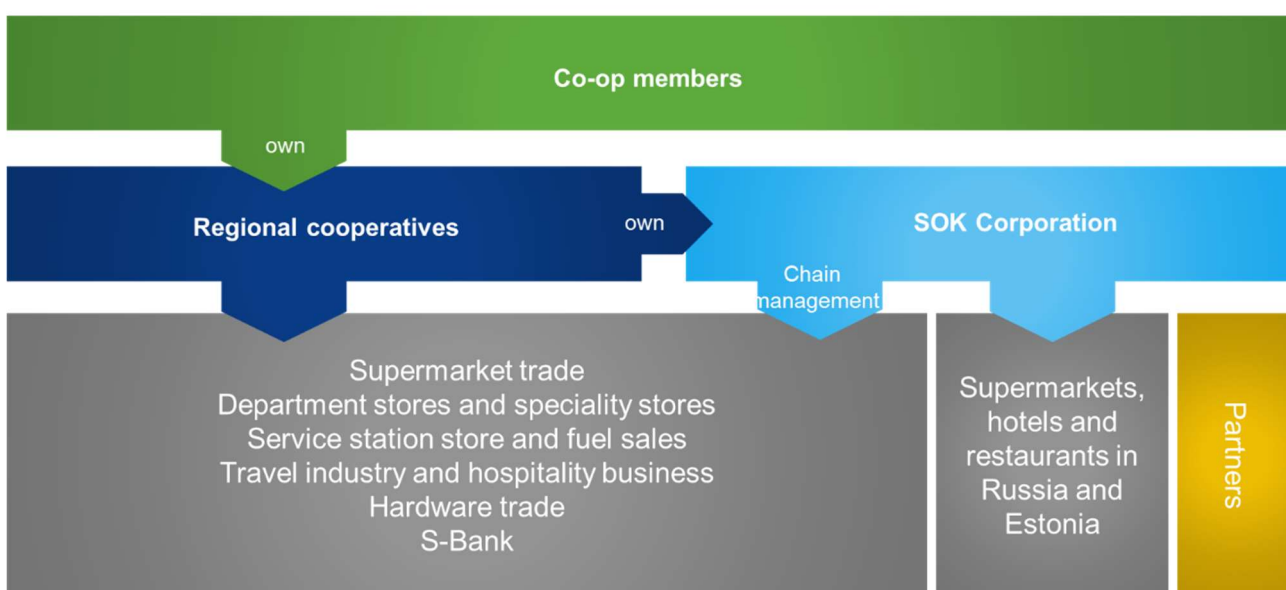 Co-op members
own
Regional cooperatives
own
SOK Corporation
Chain
management
Supermarket trade
Department stores and speciality stores
Service station store and fuel sales
Travel industry and hospitality business
Hardware trade
S-Bank
Supermarkets,
hotels and
restaurants in
Russia and
Estonia
Partners